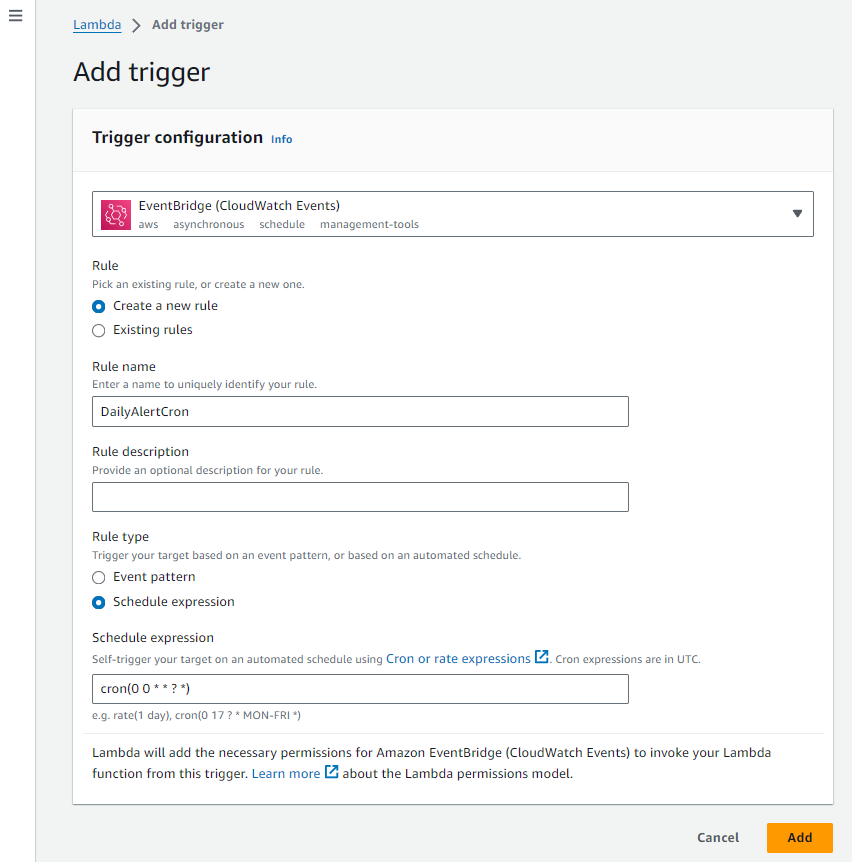 Lambda > Add trigger
Add trigger
Trigger configuration Info
EventBridge (CloudWatch Events)
aws asynchronous schedule management-tools
Rule
Pick an existing rule, or create a new one.
Create a new rule
Existing rules
Rule name
Enter a name to uniquely identify your rule.
DailyAlertCron
Rule description
Provide an optional description for your rule.
Rule type
Trigger your target based on an event pattern, or based on an automated schedule.
Event pattern
Schedule expression
Schedule expression
Self-trigger your target on an automated schedule using Cron or rate expressions. Cron expressions are in UTC.
cron(0 0 * * ? *)
e.g. rate(1 day), cron(0 17 ? * MON-FRI *)
Lambda will add the necessary permissions for Amazon EventBridge (CloudWatch Events) to invoke your Lambda
function from this trigger. Learn more about the Lambda permissions model.
Cancel Add